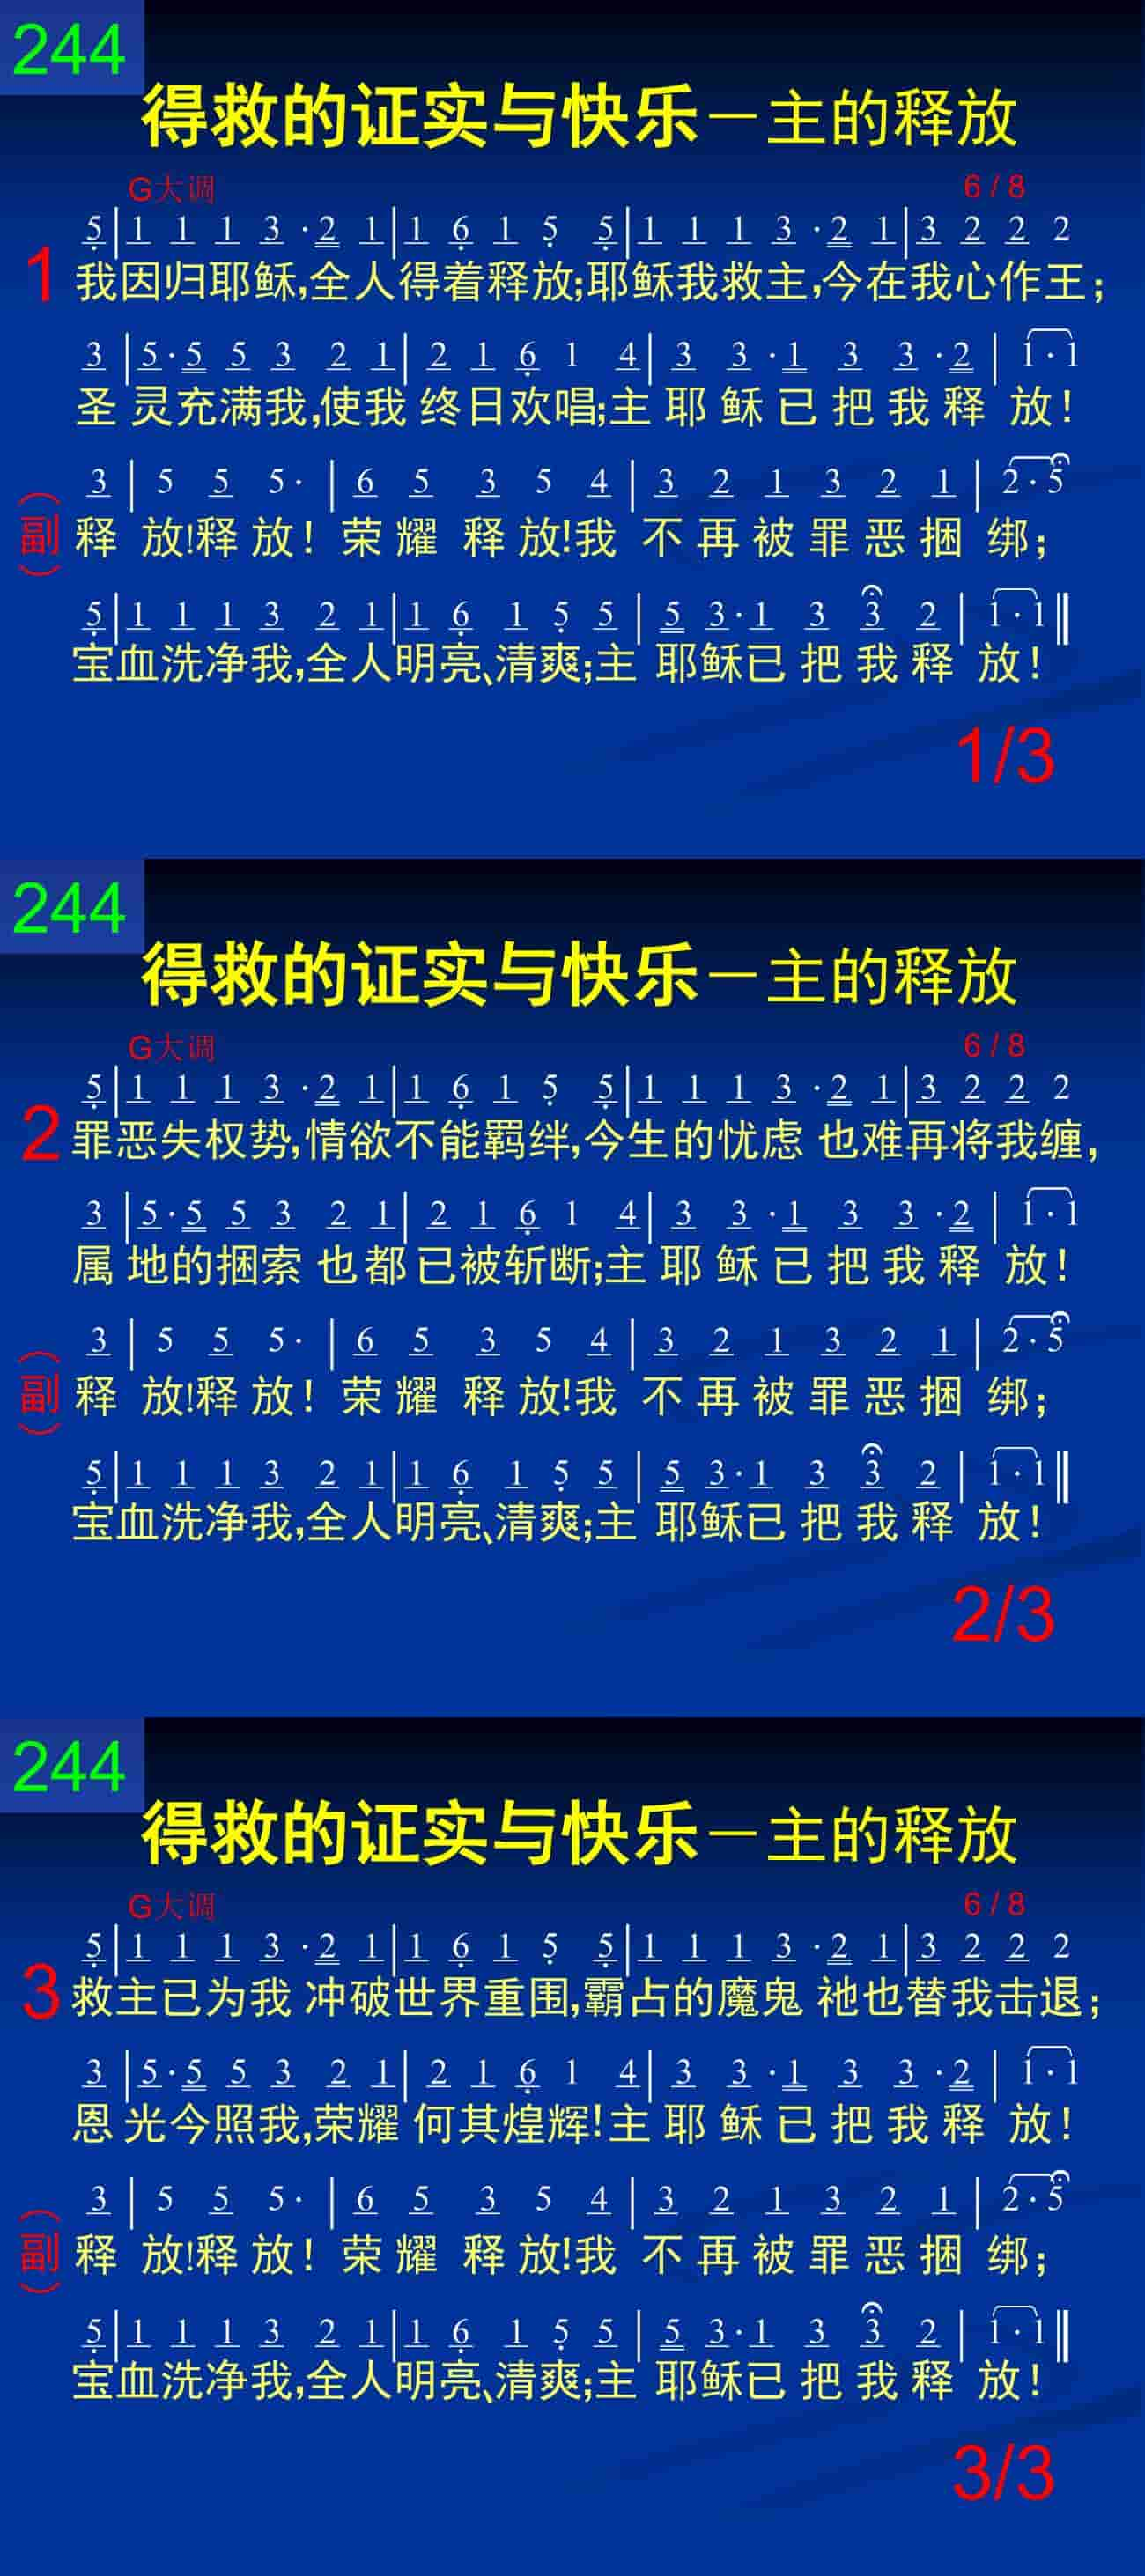 244
得救的证实与快乐－主的释放
G大调 6/8
5|1 1 1 3·2 1|1 6 1 5 5|1 1 1 3·2 1|3 2 2 2
1 我因归耶稣,全人得着释放;耶稣我救主,今在我心作王;
3|5·5 5 3 2 1|2 1 6 1 4|3 3·1 3 3·2|1·1
圣灵充满我,使我终日欢唱;主耶稣已把我释放!
3|5 5 5·|6 5 3 5 4|3 2 1 3 2 1|2·5
(副) 释放!释放!荣耀释放!我不再被罪恶捆绑;
5|1 1 1 3 2 1|1 6 1 5 5|5 3·1 3 3 2|1·1‖
宝血洗净我,全人明亮、清爽;主耶稣已把我释放!
1/3
244
得救的证实与快乐－主的释放
G大调 6/8
5|1 1 1 3·2 1|1 6 1 5 5|1 1 1 3·2 1|3 2 2 2
2 罪恶失权势,情欲不能羁绊,今生的忧虑 也难再将我缠,
3|5·5 5 3 2 1|2 1 6 1 4|3 3·1 3 3·2|1·1
属地的捆索 也都已被斩断;主耶稣已把我释放!
3|5 5 5·|6 5 3 5 4|3 2 1 3 2 1|2·5
(副) 释放!释放!荣耀释放!我不再被罪恶捆绑;
5|1 1 1 3 2 1|1 6 1 5 5|5 3·1 3 3 2|1·1‖
宝血洗净我,全人明亮、清爽;主耶稣已把我释放!
2/3
244
得救的证实与快乐－主的释放
G大调 6/8
5|1 1 1 3·2 1|1 6 1 5 5|1 1 1 3·2 1|3 2 2 2
3 救主已为我 冲破世界重围,霸占的魔鬼 祂也替我击退;
3|5·5 5 3 2 1|2 1 6 1 4|3 3·1 3 3·2|1·1
恩光今照我,荣耀何其煌辉!主耶稣已把我释放!
3|5 5 5·|6 5 3 5 4|3 2 1 3 2 1|2·5
(副) 释放!释放!荣耀释放!我不再被罪恶捆绑;
5|1 1 1 3 2 1|1 6 1 5 5|5 3·1 3 3 2|1·1‖
宝血洗净我,全人明亮、清爽;主耶稣已把我释放!
3/3